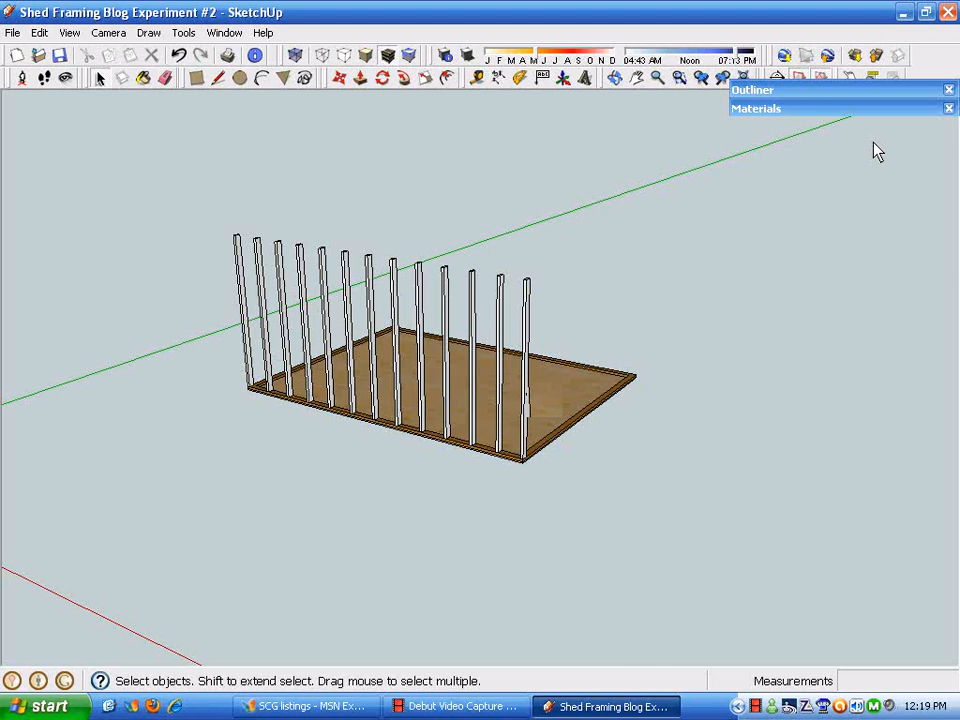 Shed Framing Blog Experiment #2 - SketchUp
File Edit View Camera Draw Tools Window Help
J F M A M J J A S O N D
04:43 AM Noon 07:13 PM
Outliner
Materials
Select objects. Shift to extend select. Drag mouse to select multiple.
Measurements
start
SCG listings - MSN Ex...
Debut Video Capture ...
Shed Framing Blog Ex...
12:19 PM